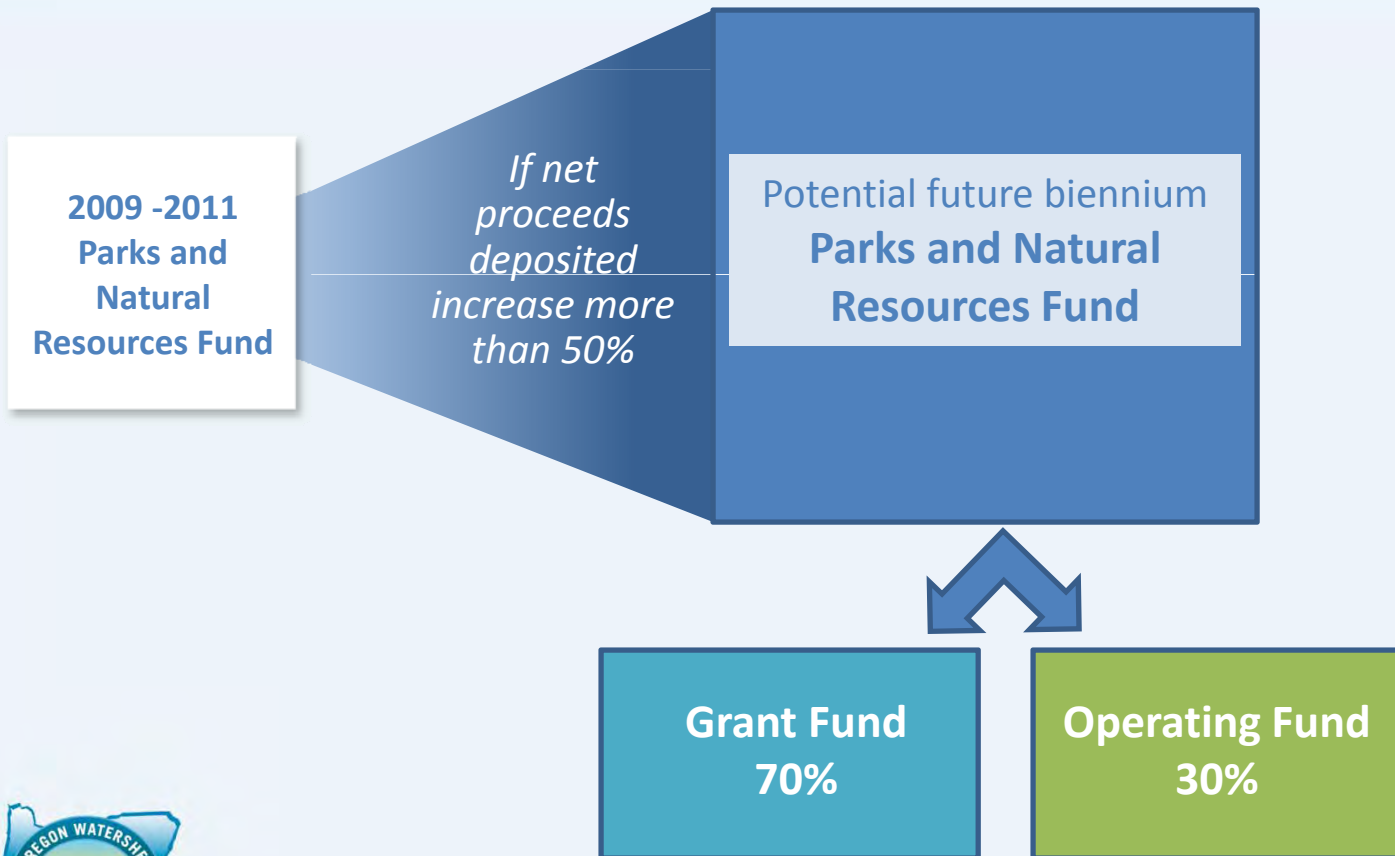 2009 -2011
Parks and
Natural
Resources Fund
If net
proceeds
deposited
increase more
than 50%
Potential future biennium
Parks and Natural
Resources Fund
Grant Fund
70%
Operating Fund
30%